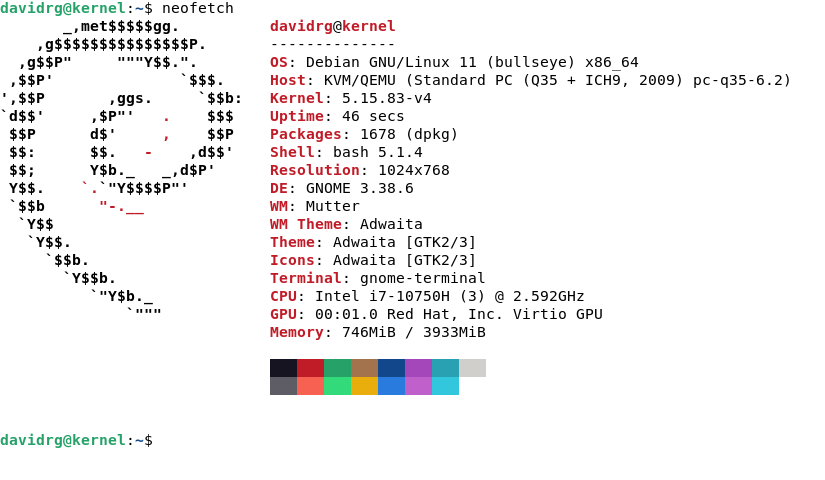 davidrg@kernel:~$ neofetch
       _,met$$$$$gg.          davidrg@kernel
    ,g$$$$$$$$$$$$$$$P.       --------------
  ,g$$P"     """Y$$.".        OS: Debian GNU/Linux 11 (bullseye) x86_64
 ,$$P'              `$$$.     Host: KVM/QEMU (Standard PC (Q35 + ICH9, 2009) pc-q35-6.2)
',$$P       ,ggs.     `$$b:   Kernel: 5.15.83-v4
`d$$'     ,$P"'   .    $$$    Uptime: 46 secs
 $$P      d$'     ,    $$P    Packages: 1678 (dpkg)
 $$:      $$.   -    ,d$$'    Shell: bash 5.1.4
 $$;      Y$b._   _,d$P'      Resolution: 1024x768
 Y$$.    `.`"Y$$$$P"'         DE: GNOME 3.38.6
 `$$b      "-.__              WM: Mutter
  `Y$$                        WM Theme: Adwaita
   `Y$$.                      Theme: Adwaita [GTK2/3]
     `$$b.                    Icons: Adwaita [GTK2/3]
       `Y$$b.                 Terminal: gnome-terminal
          `"Y$b._             CPU: Intel i7-10750H (3) @ 2.592GHz
              `"""            GPU: 00:01.0 Red Hat, Inc. Virtio GPU
                              Memory: 746MiB / 3933MiB
davidrg@kernel:~$